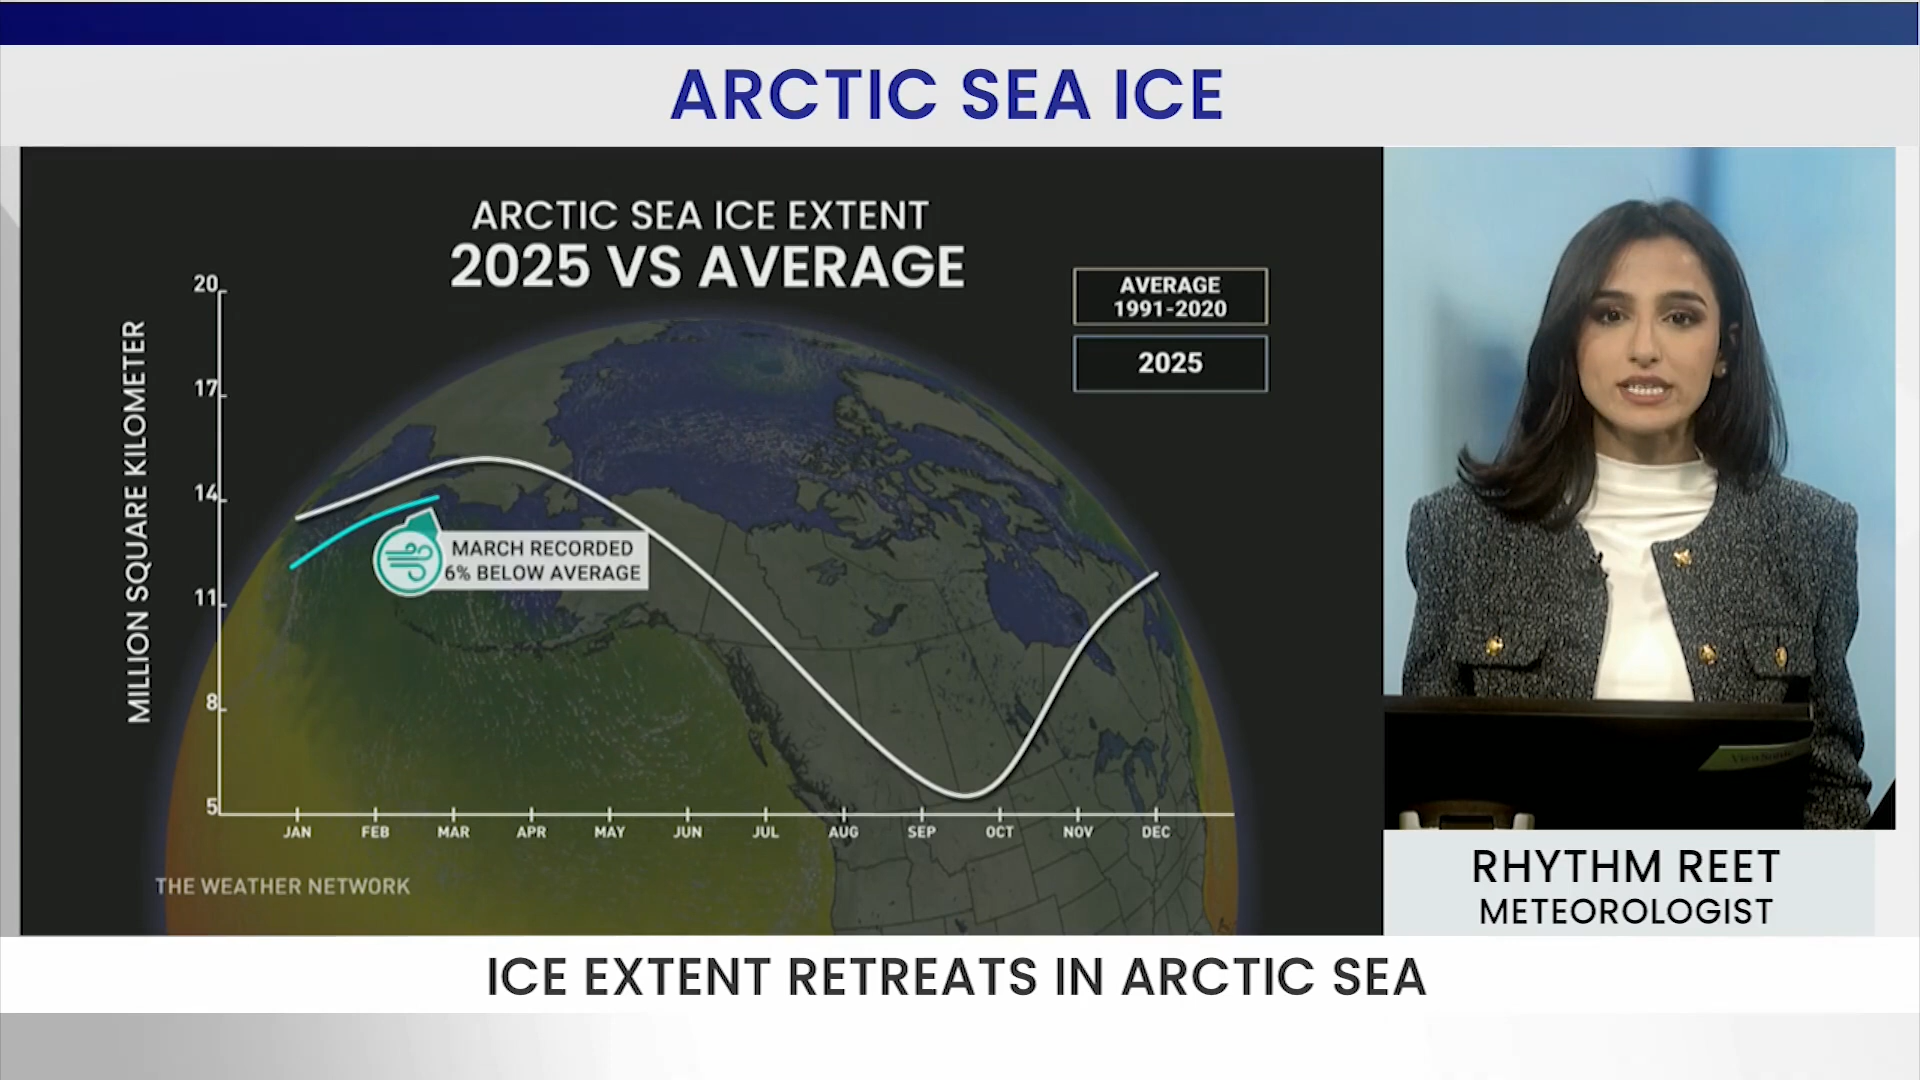 ARCTIC SEA ICE
ARCTIC SEA ICE EXTENT
2025 VS AVERAGE
AVERAGE
1991-2020
2025
MILLION SQUARE KILOMETER
20
17
14
11
8
5
MARCH RECORDED
6% BELOW AVERAGE
JAN FEB MAR APR MAY JUN JUL AUG SEP OCT NOV DEC
THE WEATHER NETWORK
RHYTHM REET
METEOROLOGIST
ICE EXTENT RETREATS IN ARCTIC SEA